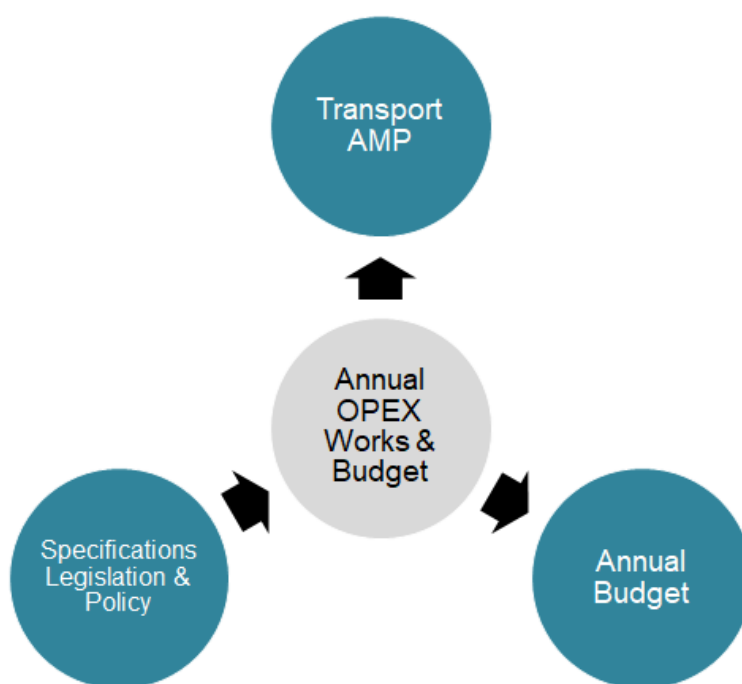 Transport
AMP
Annual
OPEX
Works &
Budget
Specifications
Legislation &
Policy
Annual
Budget